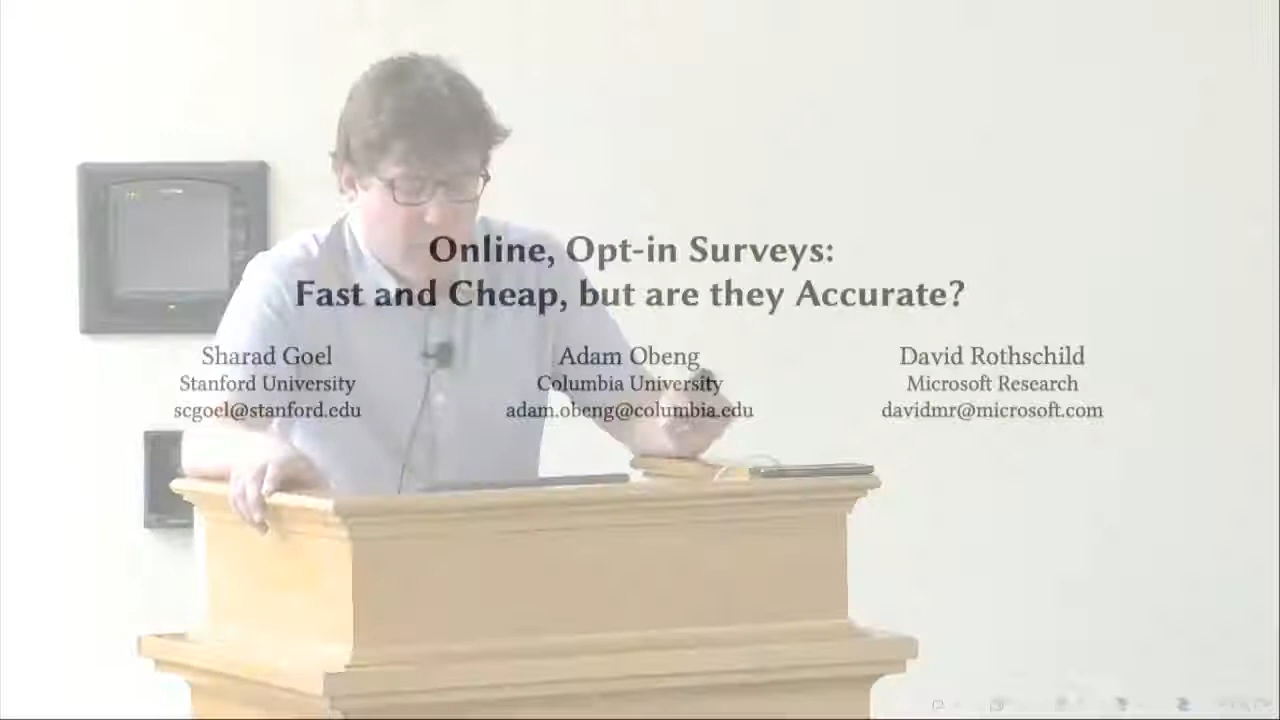 Online, Opt-in Surveys:
Fast and Cheap, but are they Accurate?
Sharad Goel
Stanford University
scgoel@stanford.edu
Adam Obeng
Columbia University
adam.obeng@columbia.edu
David Rothschild
Microsoft Research
davidmr@microsoft.com